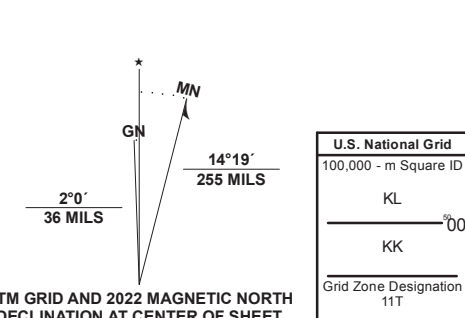 ★
MN
GN
14°19´
255 MILS
2°0´
36 MILS
TM GRID AND 2022 MAGNETIC NORTH
DECLINATION AT CENTER OF SHEET
U.S. National Grid
100,000 - m Square ID
KL
5000
KK
Grid Zone Designation
11T